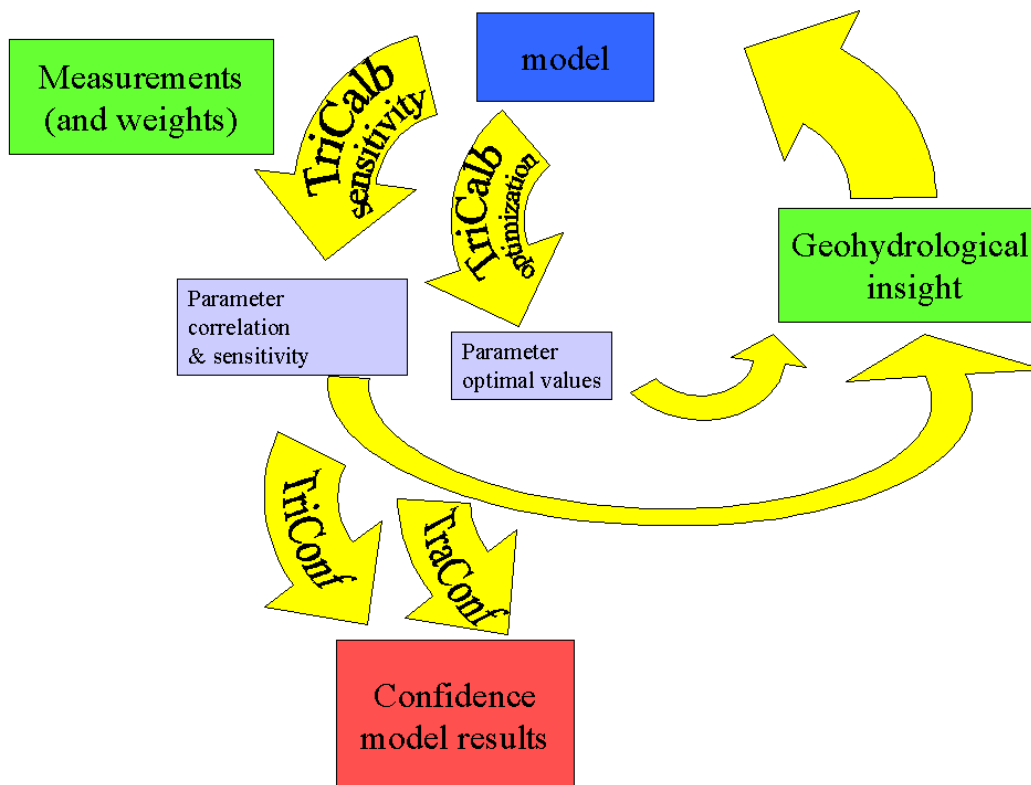 Measurements
(and weights)
TriCalb
sensitivity
model
TriCalb
optimization
Geohydrological
insight
Parameter
correlation
& sensitivity
Parameter
optimal values
TriConf
TraConf
Confidence
model results